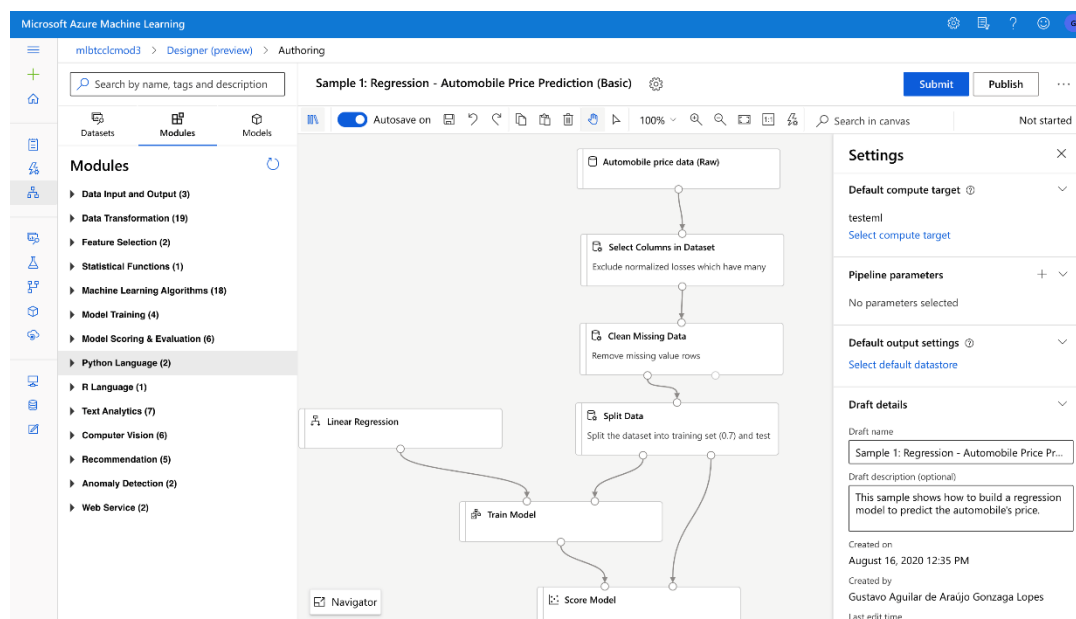 Microsoft Azure Machine Learning
mlbtcclcmod3 > Designer (preview) > Authoring
Search by name, tags and description
Datasets
Modules
Models
Modules
Data Input and Output (3)
Data Transformation (19)
Feature Selection (2)
Statistical Functions (1)
Machine Learning Algorithms (18)
Model Training (4)
Model Scoring & Evaluation (6)
Python Language (2)
R Language (1)
Text Analytics (7)
Computer Vision (6)
Recommendation (5)
Anomaly Detection (2)
Web Service (2)
Sample 1: Regression - Automobile Price Prediction (Basic)
Submit
Publish
Autosave on
100%
1:1
Search in canvas
Not started
Automobile price data (Raw)
Select Columns in Dataset
Exclude normalized losses which have many
Clean Missing Data
Remove missing value rows
Linear Regression
Split Data
Split the dataset into training set (0.7) and test
Train Model
Score Model
Navigator
Settings
Default compute target
testeml
Select compute target
Pipeline parameters
No parameters selected
Default output settings
Select default datastore
Draft details
Draft name
Sample 1: Regression - Automobile Price Pr...
Draft description (optional)
This sample shows how to build a regression
model to predict the automobile's price.
Created on
August 16, 2020 12:35 PM
Created by
Gustavo Aguilar de Araújo Gonzaga Lopes
Last edit time